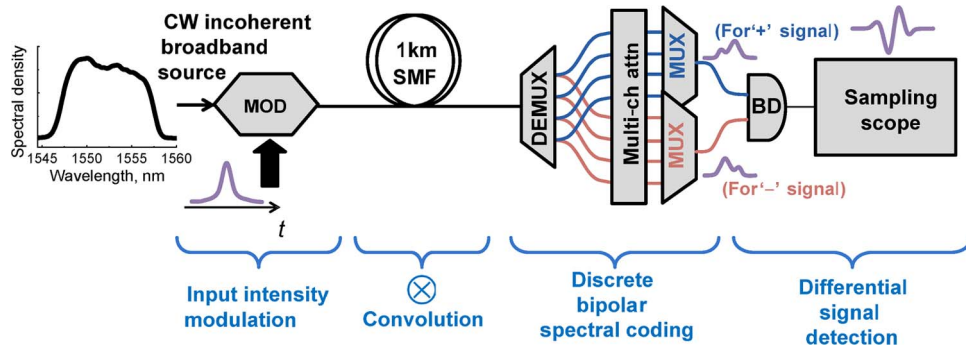 CW incoherent
broadband
source
Spectral density
1545 1550 1555 1560
Wavelength, nm
MOD
t
1km
SMF
DEMUX
Multi-ch attn
MUX
MUX
(For‘+’ signal)
(For‘–’ signal)
BD
Sampling
scope
Input intensity
modulation
Convolution
Discrete
bipolar
spectral coding
Differential
signal
detection